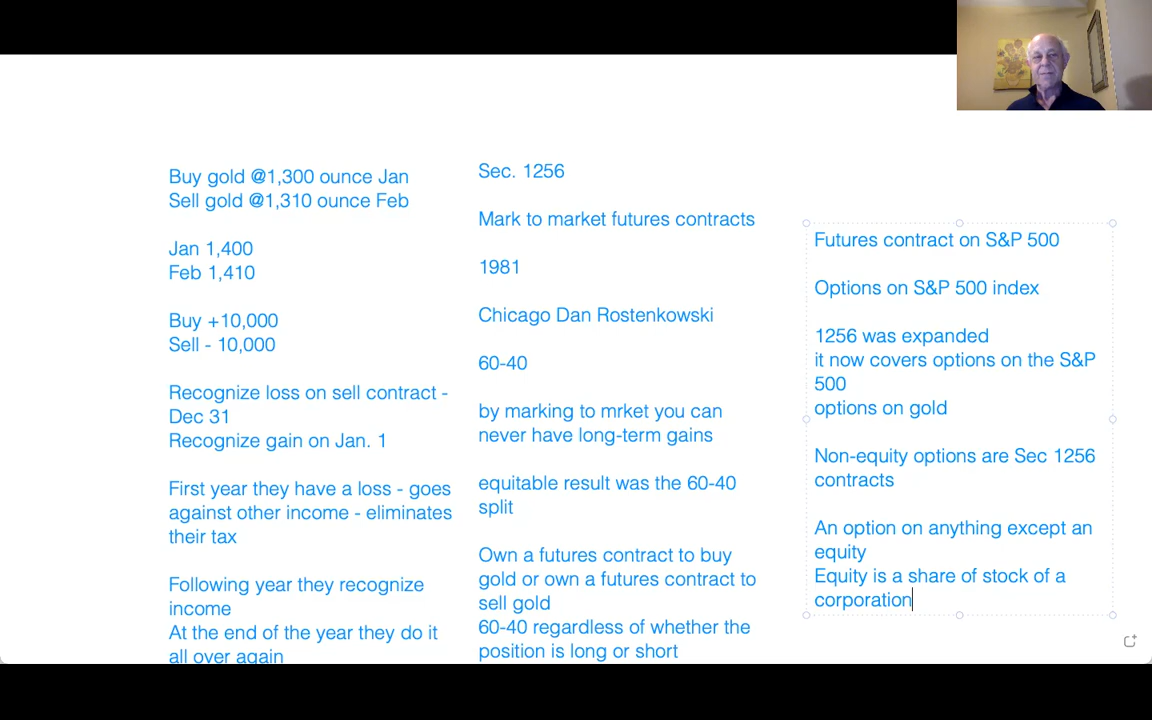 Buy gold @1,300 ounce Jan
Sell gold @1,310 ounce Feb
Jan 1,400
Feb 1,410
Buy +10,000
Sell - 10,000
Recognize loss on sell contract -
Dec 31
Recognize gain on Jan. 1
First year they have a loss - goes
against other income - eliminates
their tax
Following year they recognize
income
At the end of the year they do it
all over again
Sec. 1256
Mark to market futures contracts
1981
Chicago Dan Rostenkowski
60-40
by marking to mrket you can
never have long-term gains
equitable result was the 60-40
split
Own a futures contract to buy
gold or own a futures contract to
sell gold
60-40 regardless of whether the
position is long or short
Futures contract on S&P 500
Options on S&P 500 index
1256 was expanded
it now covers options on the S&P
500
options on gold
Non-equity options are Sec 1256
contracts
An option on anything except an
equity
Equity is a share of stock of a
corporation